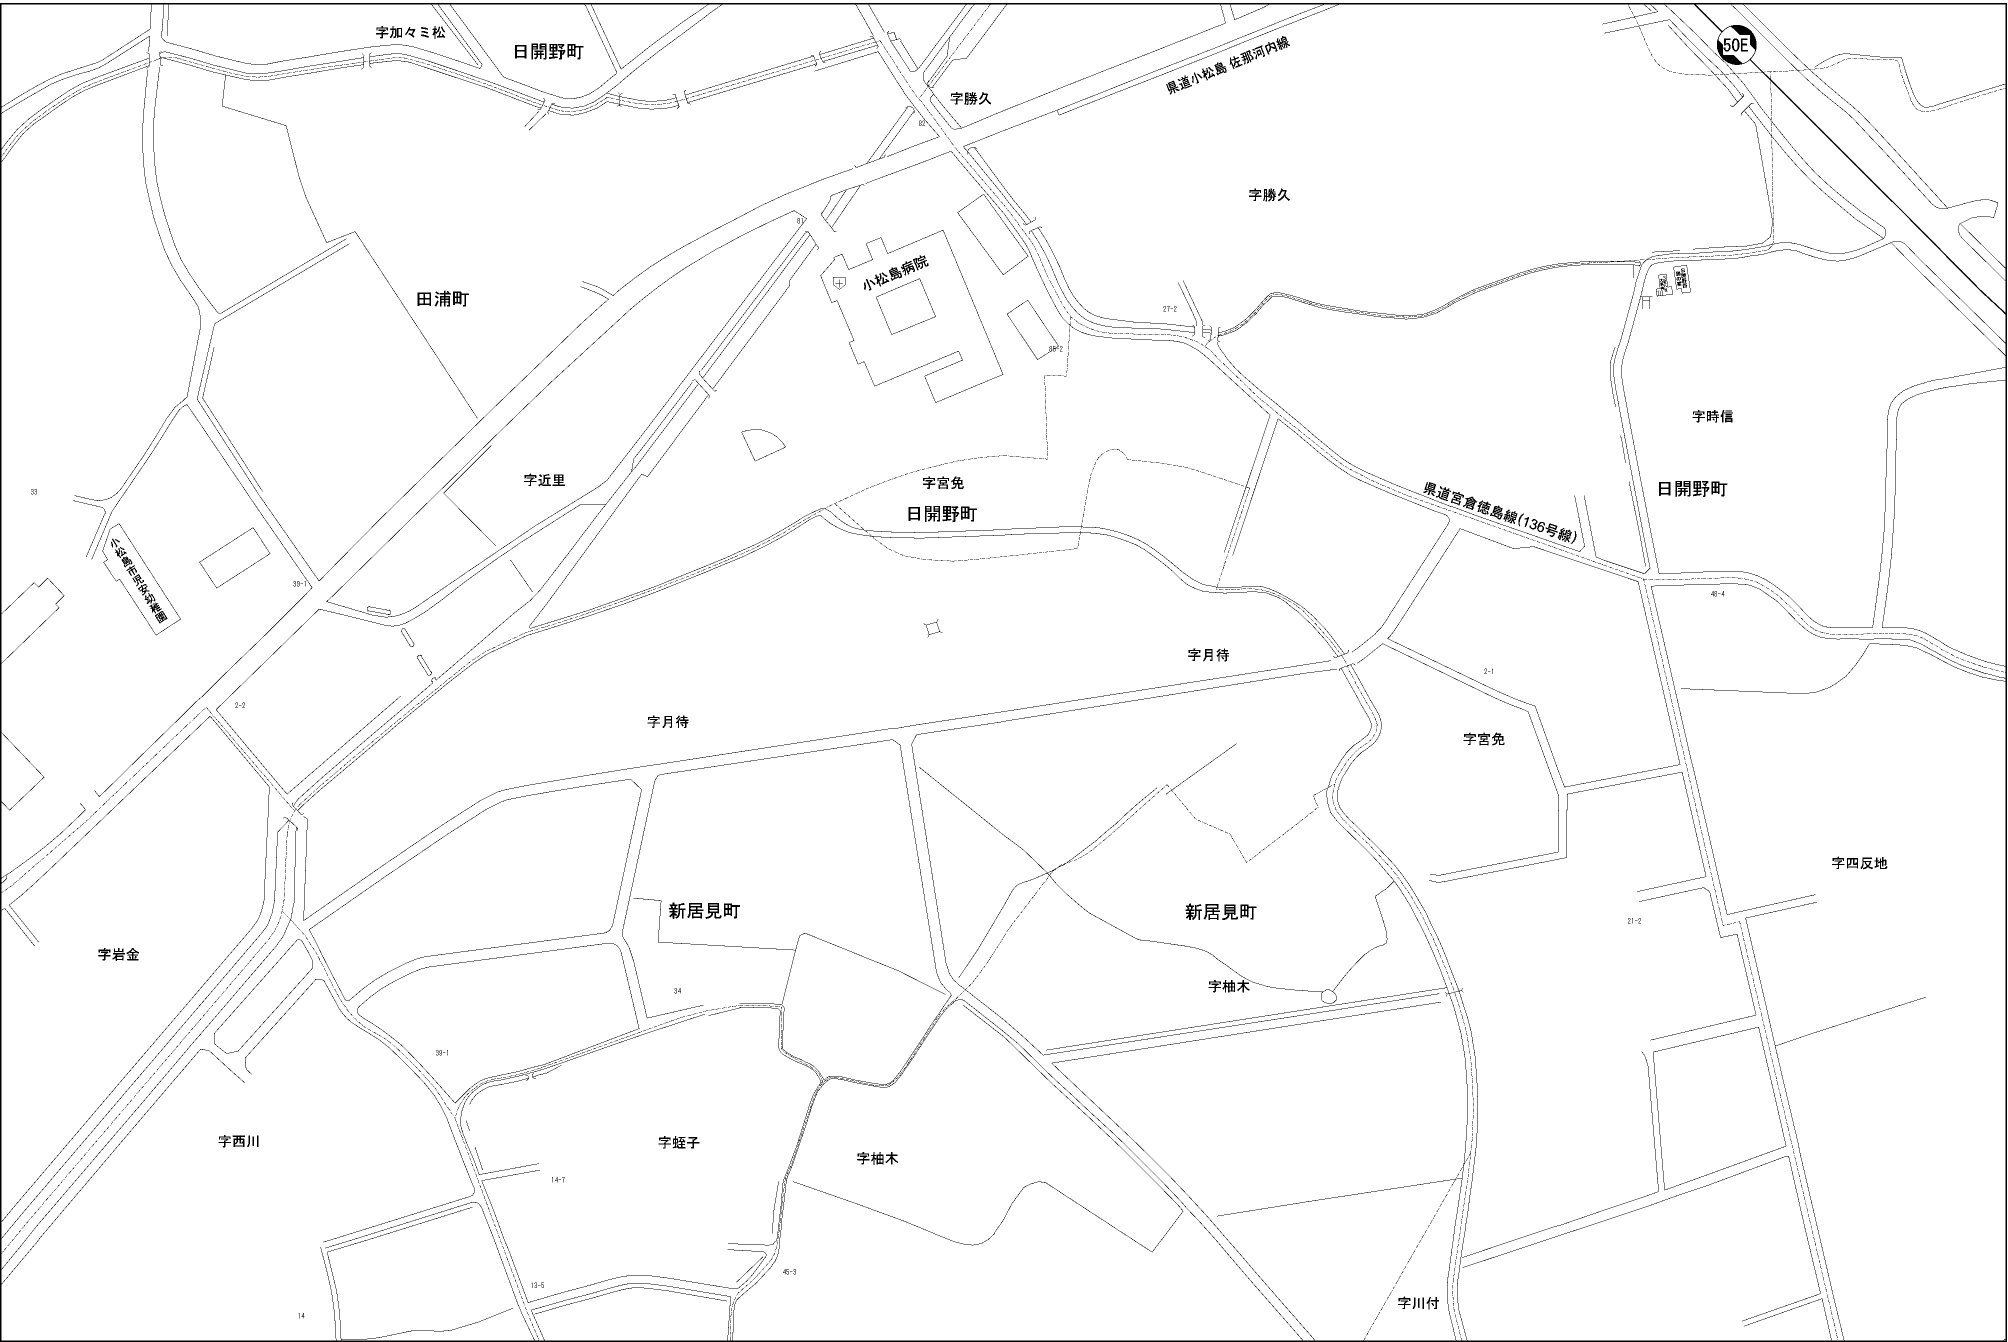 字加々ミ松
日開野町
50E
県道小松島 佐那河内線
字勝久
82
字勝久
81
小松島病院
田浦町
27-2
65-2
字時信
字近里
字宮免
日開野町
日開野町
33
県道宮倉徳島線(136号線)
小松島市児安幼稚園
39-1
48-4
字月待
2-1
2-2
字月待
字宮免
字四反地
新居見町
新居見町
21-2
字岩金
字柚木
34
39-1
字西川
字蛭子
字柚木
14-7
45-3
13-5
字川付
14